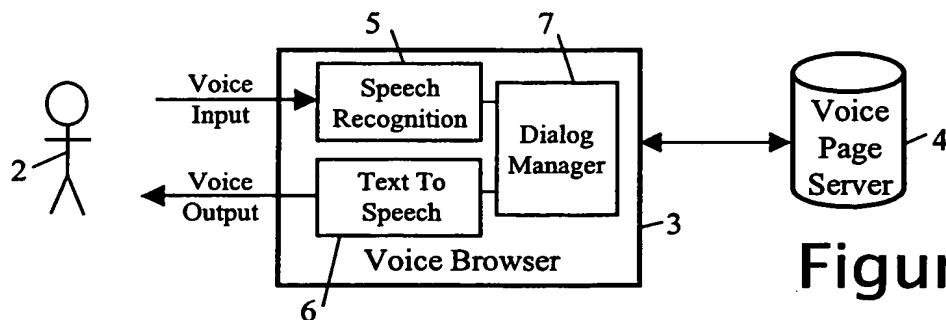 5
7
Voice
Input
Speech
Recognition
Dialog
Manager
Voice
Page
Server
4
2
Voice
Output
Text To
Speech
3
Voice Browser
6
Figur